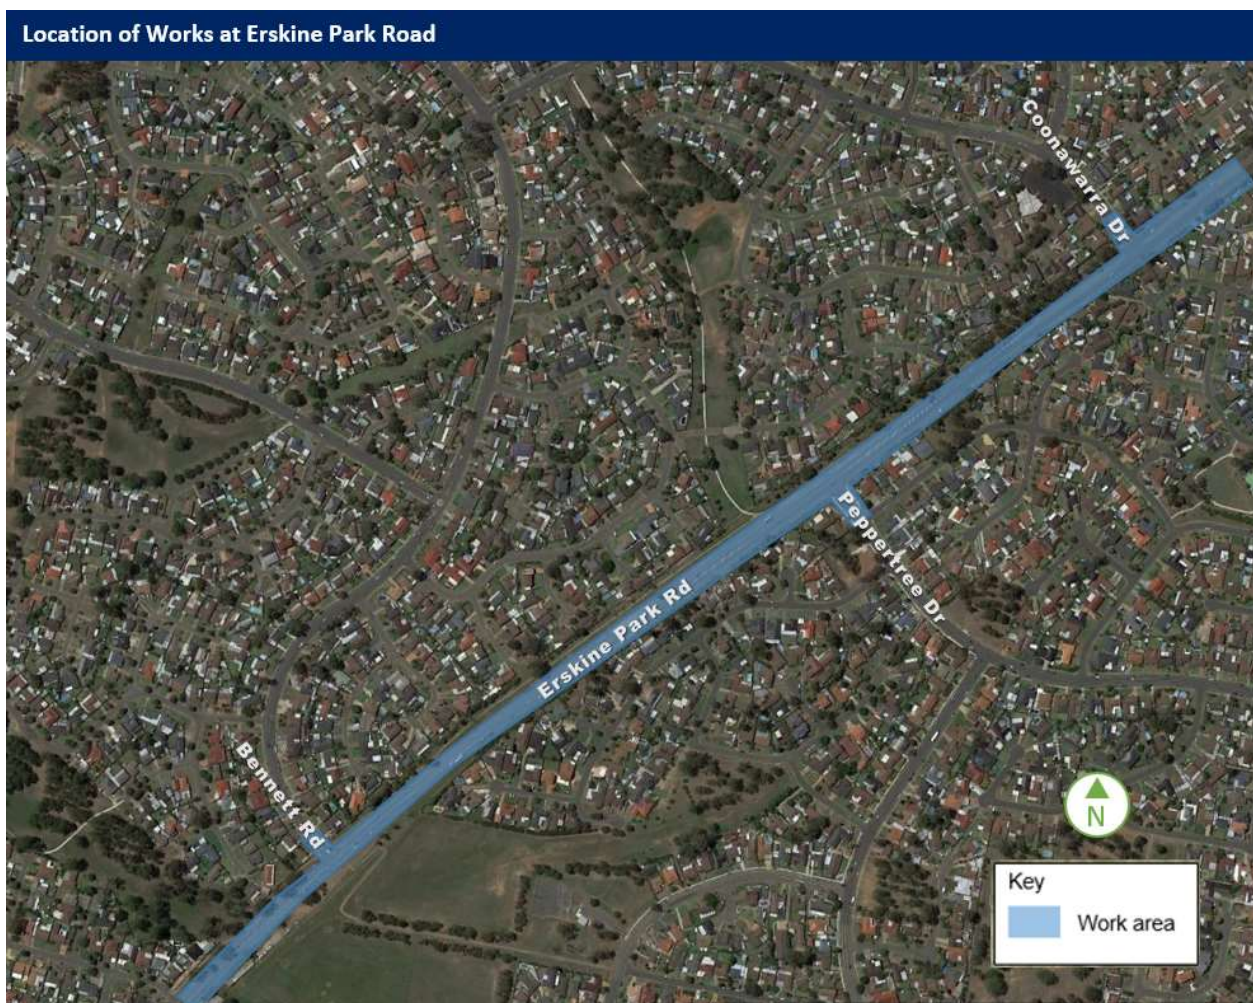 Location of Works at Erskine Park Road
Coonawarra Dr
Peppertree Dr
Erskine Park Rd
Bennett Rd
N
Key
Work area